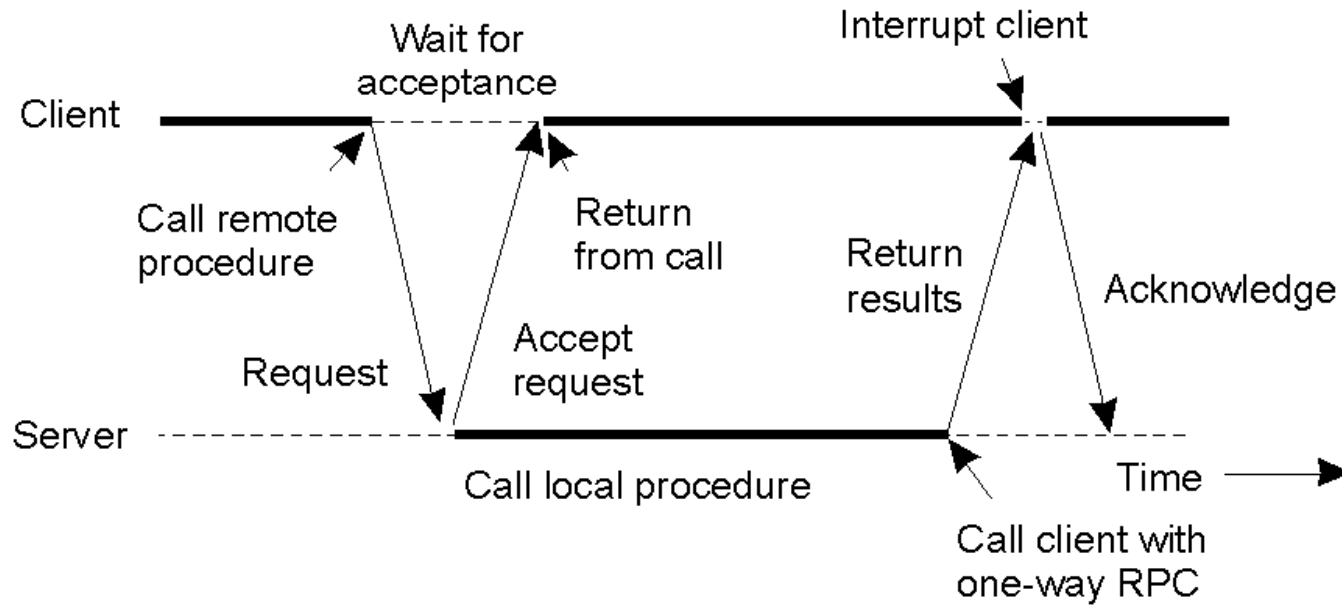 Interrupt client
Wait for
acceptance
Client
Call remote
procedure
Return
from call
Return
results
Acknowledge
Request
Accept
request
Server
Call local procedure
Time
Call client with
one-way RPC